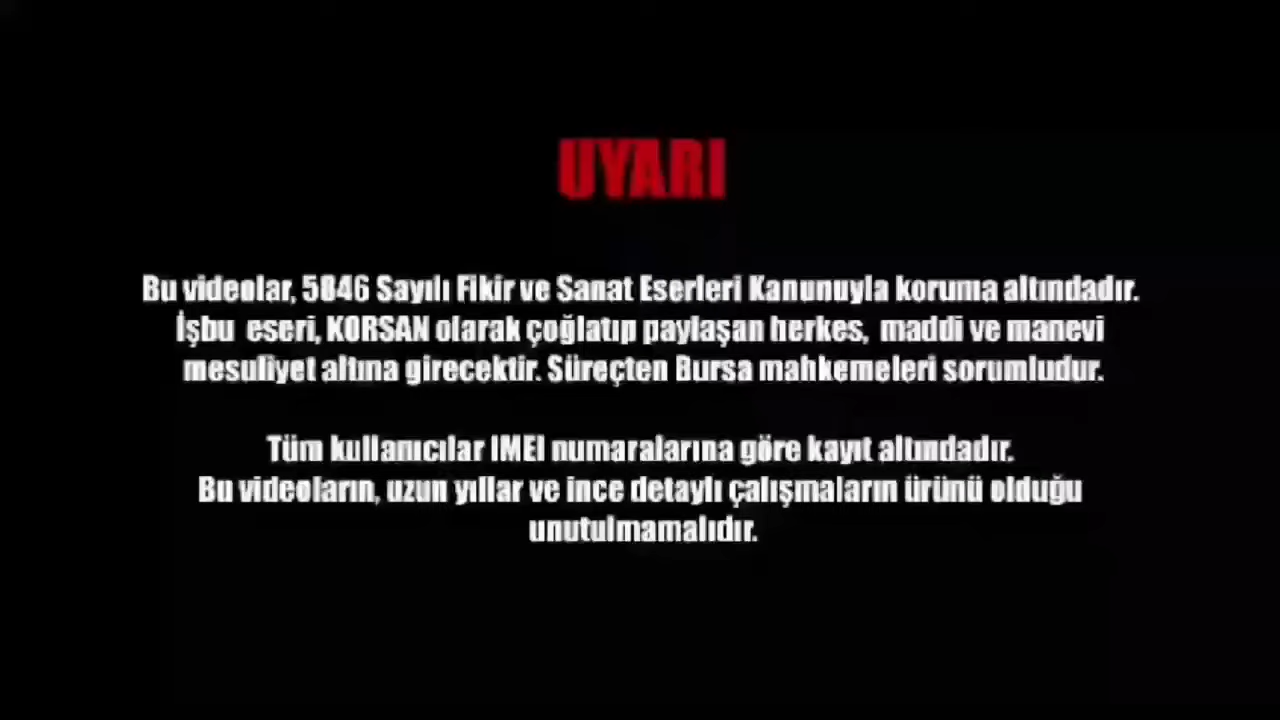 UYARI
Bu videolar, 5846 Sayılı Fikir ve Sanat Eserleri Kanunuyla koruma altındadır.
İşbu eseri, KORSAN olarak çoğlatıp paylaşan herkes, maddi ve manevi
mesuliyet altına girecektir. Süreçten Bursa mahkemeleri sorumludur.
Tüm kullanıcılar IMEI numaralarına göre kayıt altındadır.
Bu videoların, uzun yıllar ve ince detaylı çalışmaların ürünü olduğu
unutulmamalıdır.